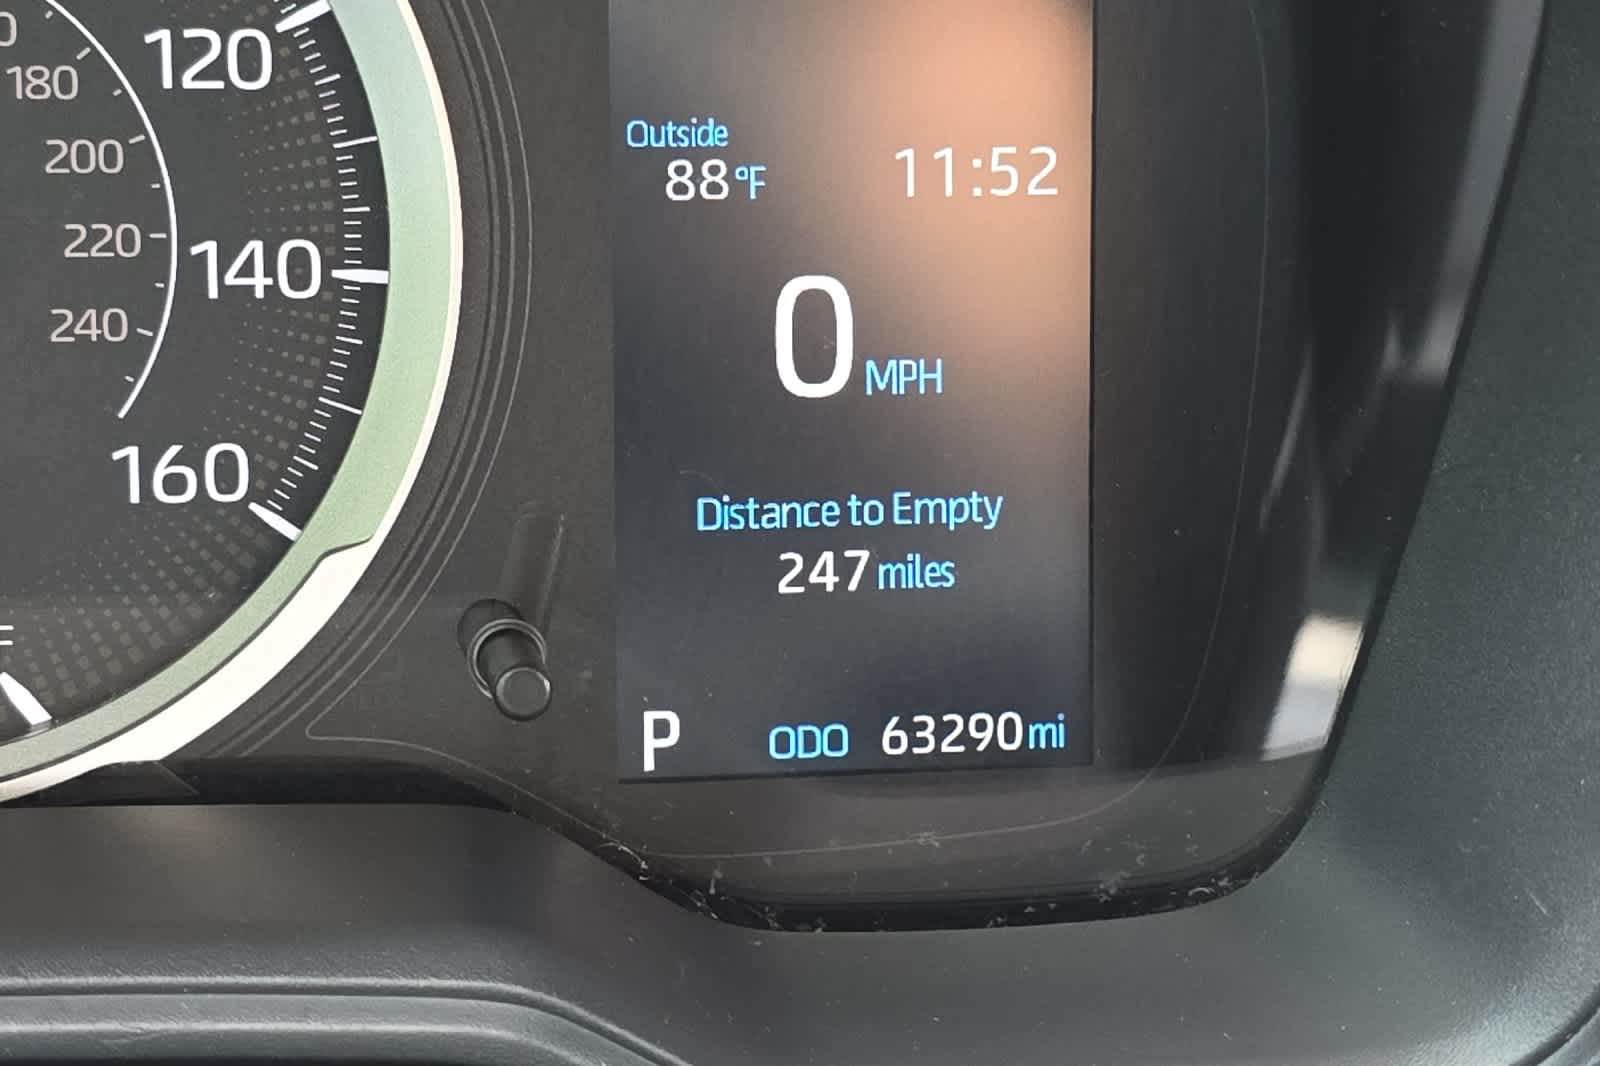 120
180
200
220
140
240
160
F
Outside
88°F
11:52
0 MPH
Distance to Empty
247 miles
P
ODO 63290 mi